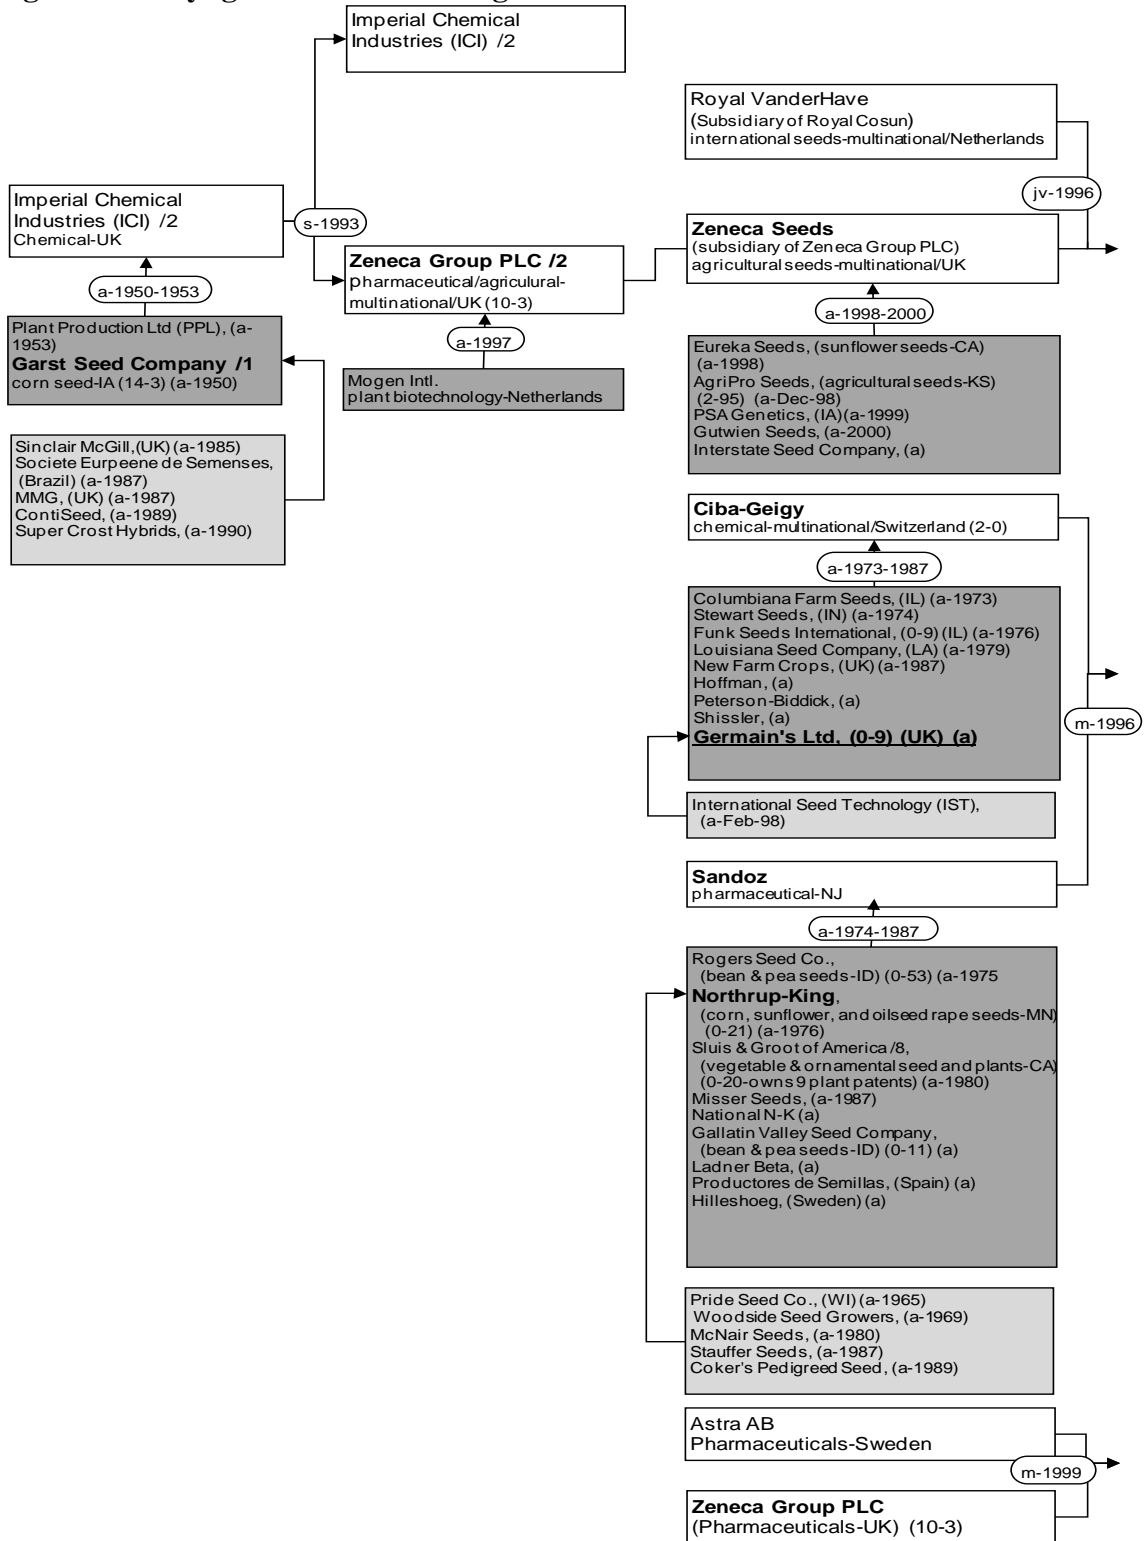 Imperial Chemical
Industries (ICI) /2
Royal VanderHave
(Subsidiary of Royal Cosun)
international seeds-multinational/Netherlands
jv-1996
Imperial Chemical
Industries (ICI) /2
Chemical-UK
s-1993
Zeneca Group PLC /2
pharmaceutical/agriculural-
multinational/UK (10-3)
Zeneca Seeds
(subsidiary of Zeneca Group PLC)
agricultural seeds-multinational/UK
a-1950-1953
a-1997
a-1998-2000
Plant Production Ltd (PPL), (a-
1953)
Garst Seed Company /1
corn seed-IA (14-3) (a-1950)
Mogen Intl.
plant biotechnology-Netherlands
Eureka Seeds, (sunflower seeds-CA)
(a-1998)
AgriPro Seeds, (agricultural seeds-KS)
(2-95) (a-Dec-98)
PSA Genetics, (IA) (a-1999)
Gutwien Seeds, (a-2000)
Interstate Seed Company, (a)
Sinclair McGill,(UK) (a-1985)
Societe Eurpeene de Semenses,
(Brazil) (a-1987)
MMG, (UK) (a-1987)
ContiSeed, (a-1989)
Super Crost Hybrids, (a-1990)
Ciba-Geigy
chemical-multinational/Switzerland (2-0)
a-1973-1987
Columbiana Farm Seeds, (IL) (a-1973)
Stewart Seeds, (IN) (a-1974)
Funk Seeds International, (0-9) (IL) (a-1976)
Louisiana Seed Company, (LA) (a-1979)
New Farm Crops, (UK) (a-1987)
Hoffman, (a)
Peterson-Biddick, (a)
Shissler, (a)
Germain's Ltd, (0-9) (UK) (a)
m-1996
International Seed Technology (IST),
(a-Feb-98)
Sandoz
pharmaceutical-NJ
a-1974-1987
Rogers Seed Co.,
(bean & pea seeds-ID) (0-53) (a-1975
Northrup-King,
(corn, sunflower, and oilseed rape seeds-MN)
(0-21) (a-1976)
Sluis & Groot of America /8,
(vegetable & ornamental seed and plants-CA)
(0-20-owns 9 plant patents) (a-1980)
Misser Seeds, (a-1987)
National N-K (a)
Gallatin Valley Seed Company,
(bean & pea seeds-ID) (0-11) (a)
Ladner Beta, (a)
Productores de Semillas, (Spain) (a)
Hilleshoeg, (Sweden) (a)
Pride Seed Co., (WI) (a-1965)
Woodside Seed Growers, (a-1969)
McNair Seeds, (a-1980)
Stauffer Seeds, (a-1987)
Coker's Pedigreed Seed, (a-1989)
Astra AB
Pharmaceuticals-Sweden
m-1999
Zeneca Group PLC
(Pharmaceuticals-UK) (10-3)